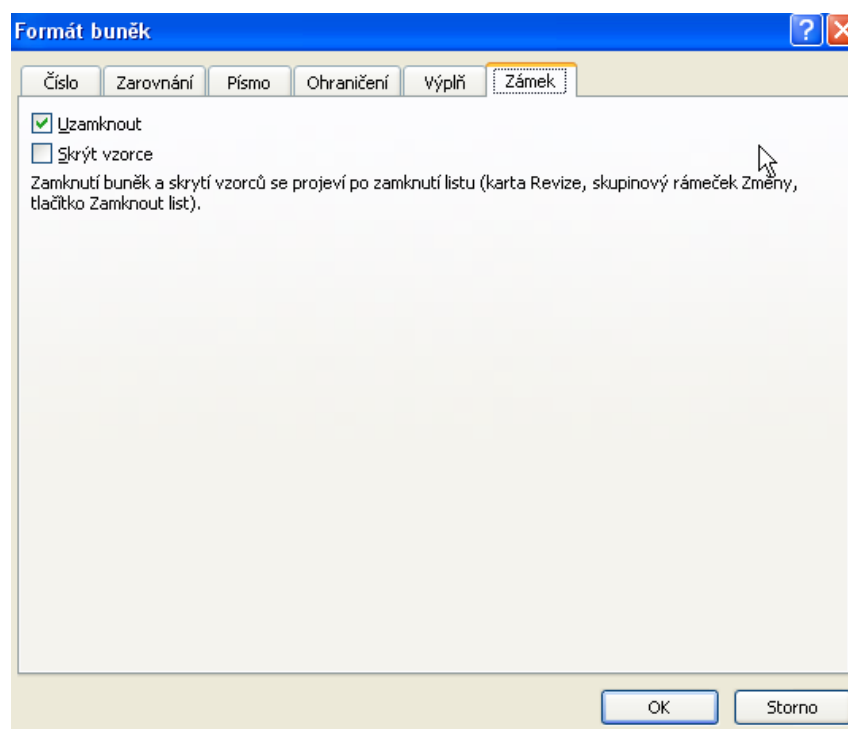 Formát buněk
Číslo Zarovnání Písmo Ohraničení Výplň Zámek
Uzamknout
Skrýt vzorce
Zamknutí buněk a skrytí vzorců se projeví po zamknutí listu (karta Revize, skupinový rámeček Změny,
tlačítko Zamknout list).
OK Storno